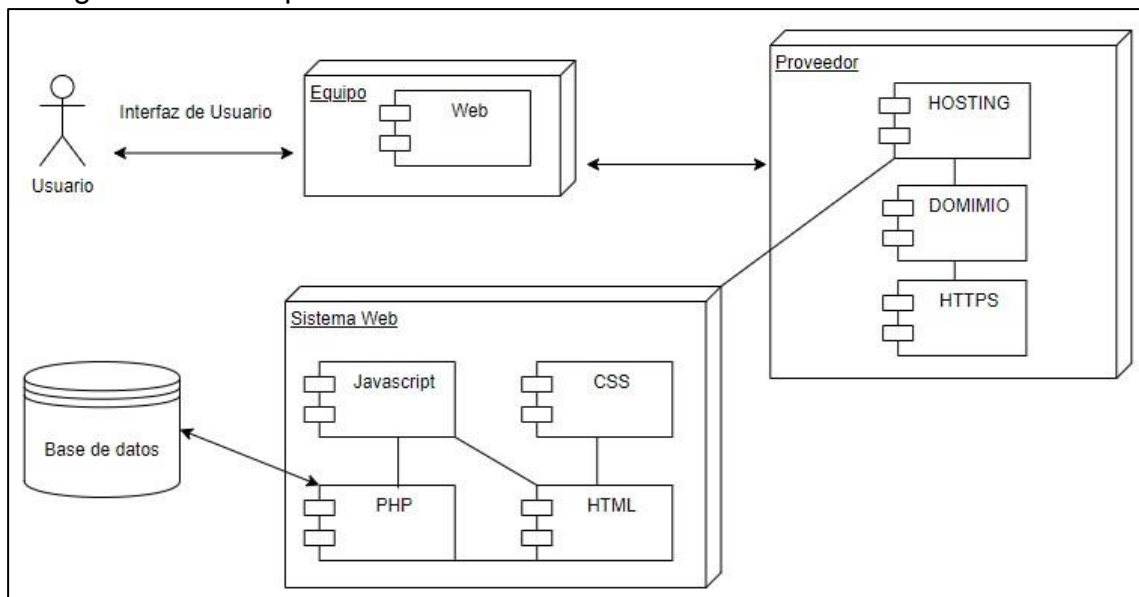 Proveedor
HOSTING
DOMIMIO
HTTPS
Equipo
Web
Interfaz de Usuario
Usuario
Sistema Web
Javascript
CSS
PHP
HTML
Base de datos